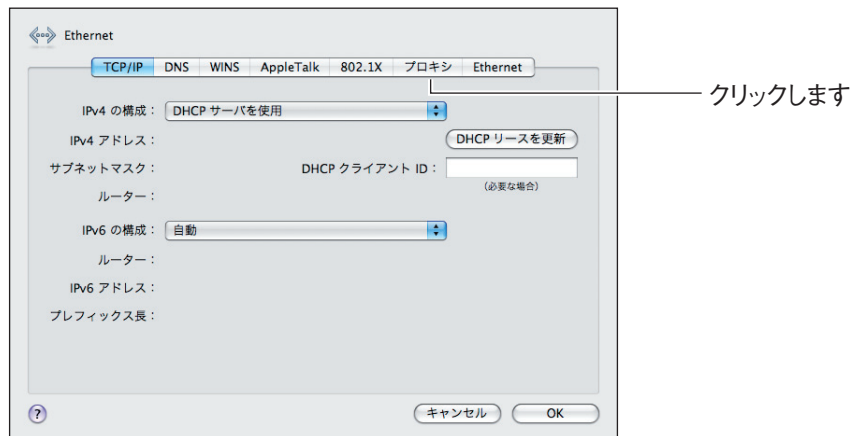 Ethernet
TCP/IP DNS WINS AppleTalk 802.1X プロキシ Ethernet
クリックします
IPv4 の構成： DHCP サーバを使用
IPv4 アドレス： DHCP リースを更新
サブネットマスク： DHCP クライアント ID：
ルーター： （必要な場合）
IPv6 の構成： 自動
ルーター：
IPv6 アドレス：
プレフィックス長：
? キャンセル OK